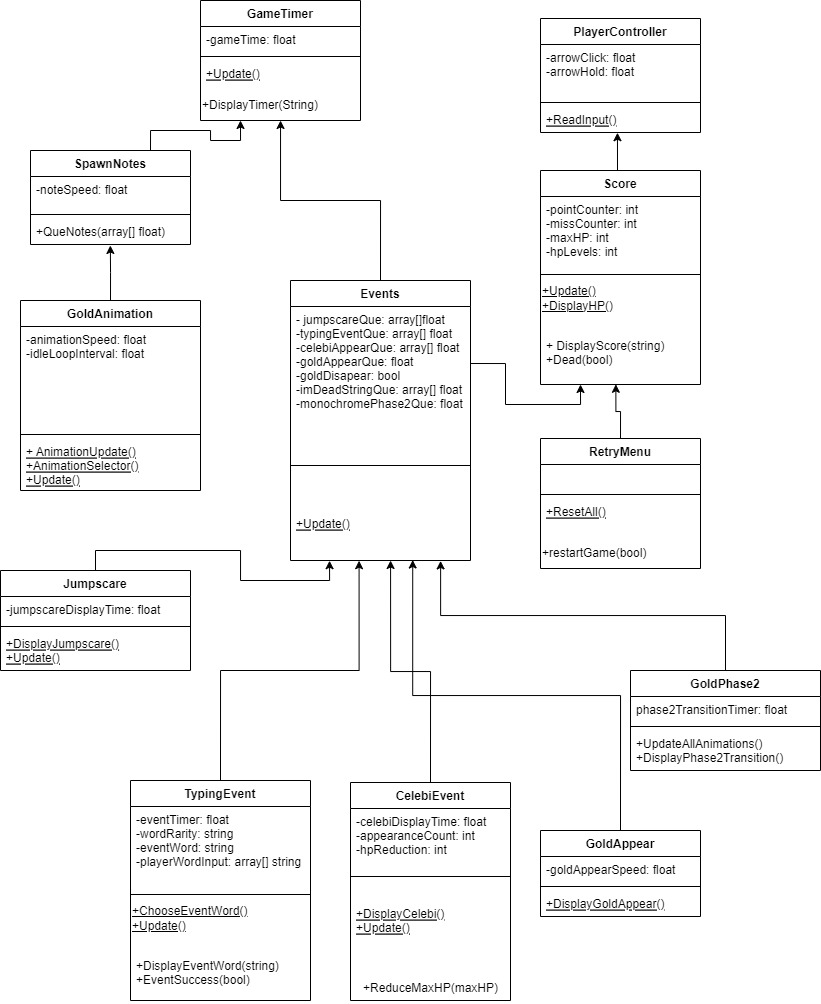 GameTimer
-gameTime: float
+Update()
+DisplayTimer(String)
PlayerController
-arrowClick: float
-arrowHold: float
+ReadInput()
SpawnNotes
-noteSpeed: float
+QueNotes(array[] float)
Score
-pointCounter: int
-missCounter: int
-maxHP: int
-hpLevels: int
+Update()
+DisplayHP()
+ DisplayScore(string)
+Dead(bool)
Events
- jumpscareQue: array[]float
-typingEventQue: array[] float
-celebiAppearQue: array[] float
-goldAppearQue: float
-goldDisapear: bool
-imDeadStringQue: array[] float
-monochromePhase2Que: float
+Update()
GoldAnimation
-animationSpeed: float
-idleLoopInterval: float
+ AnimationUpdate()
+AnimationSelector()
+Update()
RetryMenu
+ResetAll()
+restartGame(bool)
Jumpscare
-jumpscareDisplayTime: float
+DisplayJumpscare()
+Update()
GoldPhase2
phase2TransitionTimer: float
+UpdateAllAnimations()
+DisplayPhase2Transition()
TypingEvent
-eventTimer: float
-wordRarity: string
-eventWord: string
-playerWordInput: array[] string
+ChooseEventWord()
+Update()
+DisplayEventWord(string)
+EventSuccess(bool)
CelebiEvent
-celebiDisplayTime: float
-appearanceCount: int
-hpReduction: int
+DisplayCelebi()
+Update()
+ReduceMaxHP(maxHP)
GoldAppear
-goldAppearSpeed: float
+DisplayGoldAppear()